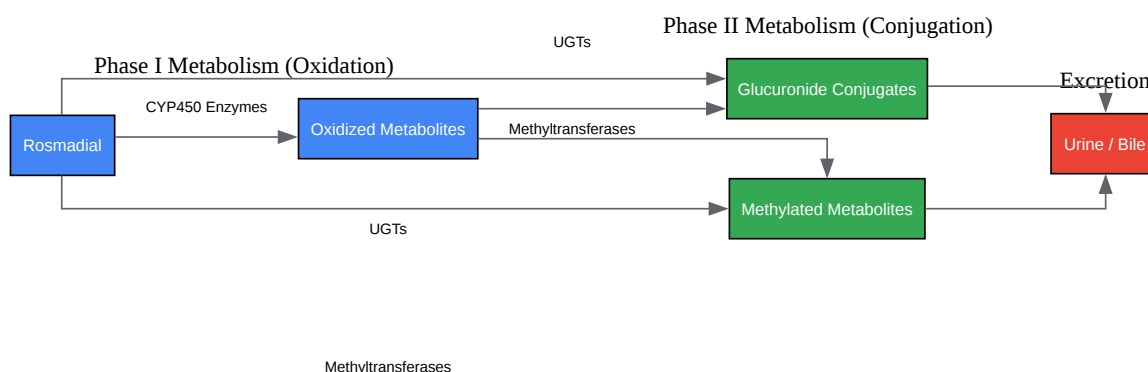 Phase II Metabolism (Conjugation)
UGTs
Phase I Metabolism (Oxidation)
Excretion
Glucuronide Conjugates
CYP450 Enzymes
Oxidized Metabolites
Methyltransferases
Rosmadial
Urine / Bile
Methylated Metabolites
UGTs
Methyltransferases